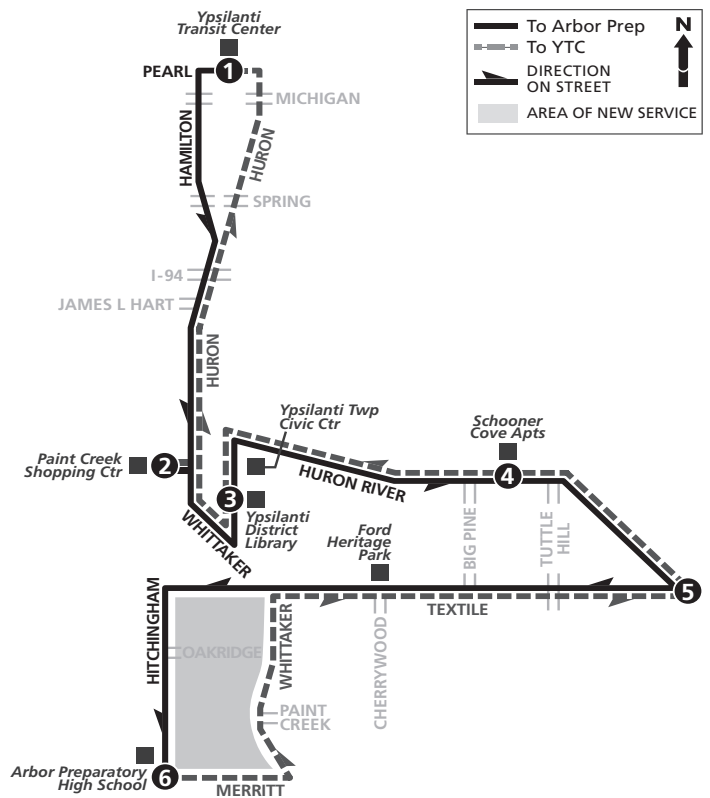 Ypsilanti
Transit Center
To Arbor Prep
To YTC
DIRECTION
ON STREET
AREA OF NEW SERVICE
N
PEARL
1
MICHIGAN
HAMILTON
HURON
SPRING
I-94
JAMES L HART
HURON
Ypsilanti Twp
Civic Ctr
Schooner
Cove Apts
Paint Creek
Shopping Ctr
2
3
4
HURON RIVER
WHITTAKER
Ypsilanti
District
Library
Ford
Heritage
Park
BIG PINE
TUTTLE
HILL
5
TEXTILE
HITCHINGHAM
OAKRIDGE
WHITTAKER
CHERRYWOOD
PAINT
CREEK
Arbor Preparatory
High School
6
MERRITT